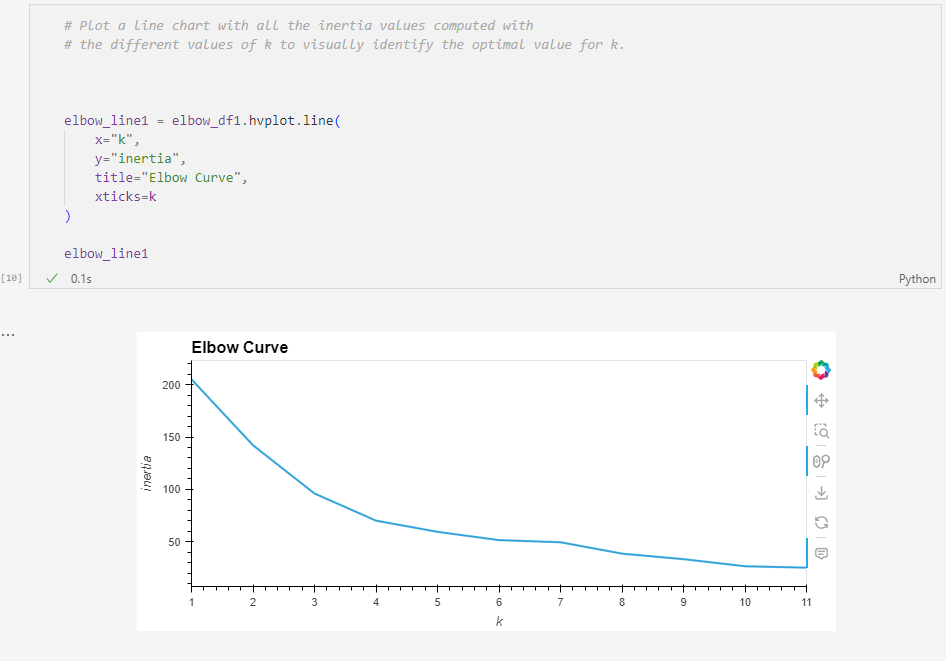 # Plot a line chart with all the inertia values computed with
# the different values of k to visually identify the optimal value for k.
elbow_line1 = elbow_df1.hvplot.line(
x="k",
y="inertia",
title="Elbow Curve",
xticks=k
)
elbow_line1
[10]
0.1s
Python
...
Elbow Curve
200
150
100
50
inertia
1 2 3 4 5 6 7 8 9 10 11
k